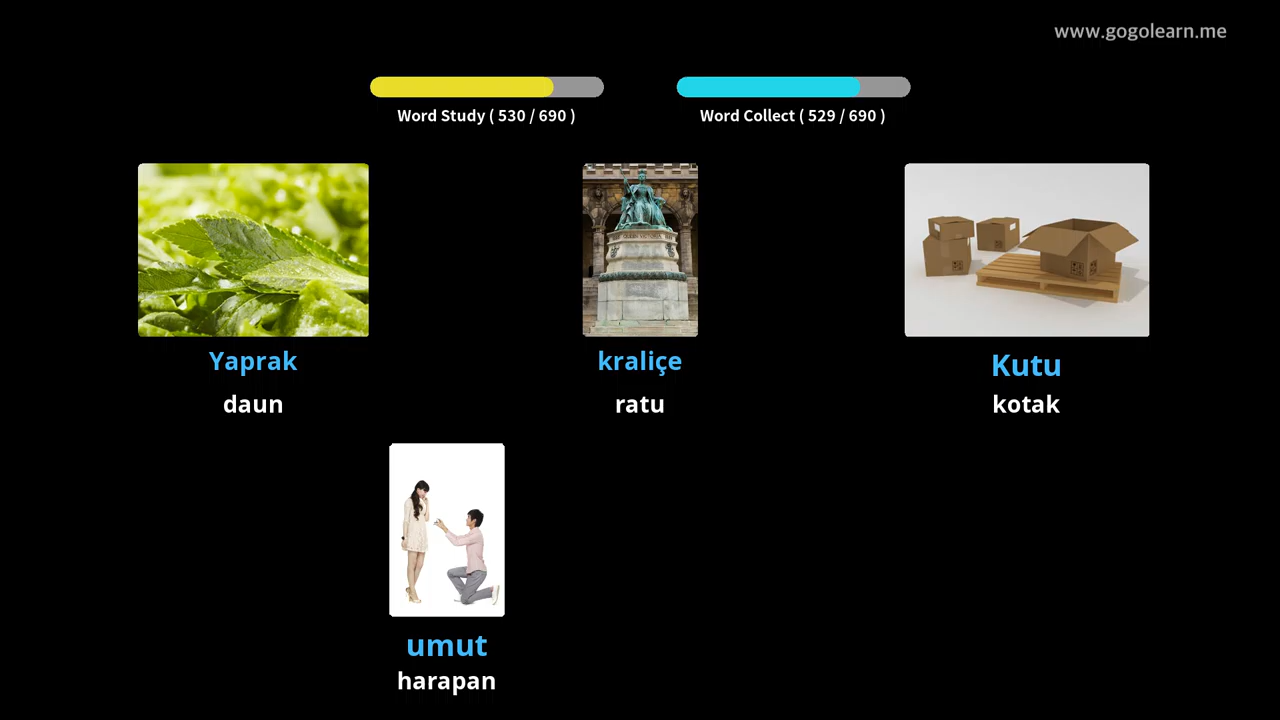 www.gogolearn.me
Word Study ( 530 / 690 )
Word Collect ( 529 / 690 )
Yaprak
daun
kraliçe
ratu
Kutu
kotak
umut
harapan